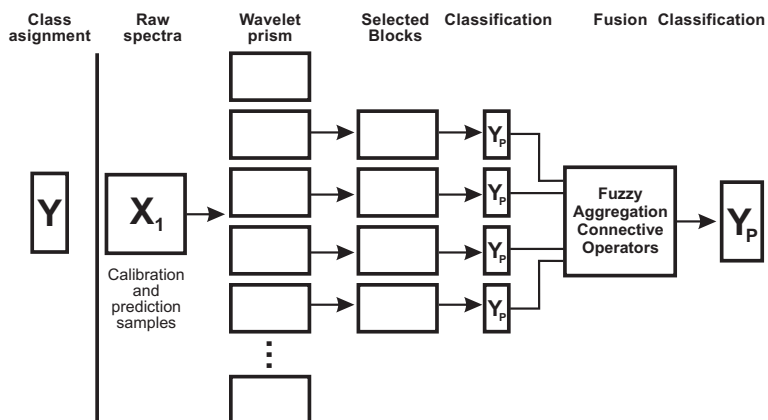 Class
asignment
Raw
spectra
Wavelet
prism
Selected
Blocks
Classification
Fusion
Classification
Y
X1
Calibration
and
prediction
samples
YP
YP
YP
YP
Fuzzy
Aggregation
Connective
Operators
YP